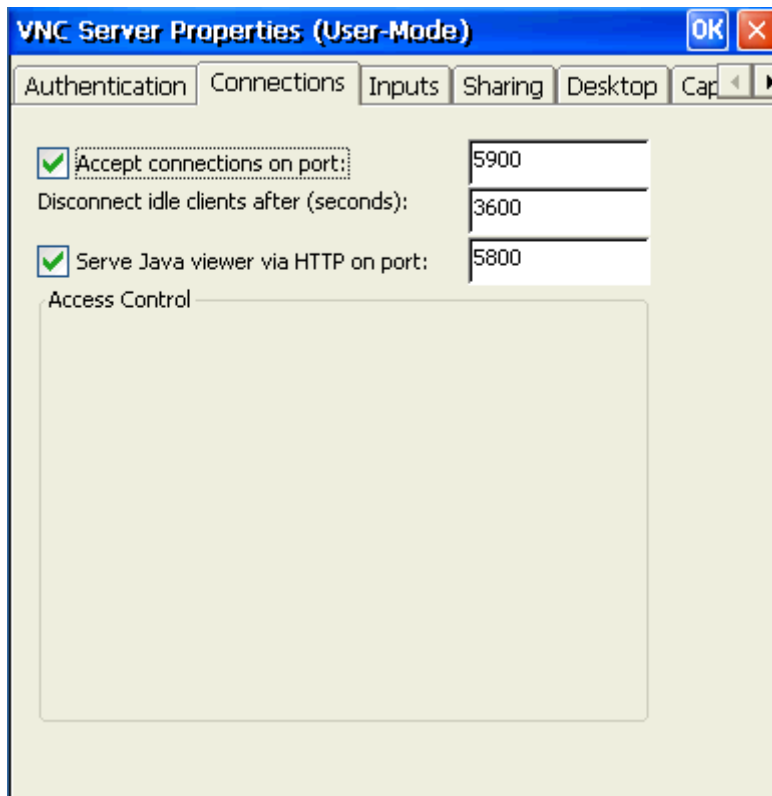 VNC Server Properties (User-Mode) OK
Authentication Connections Inputs Sharing Desktop Cap
Accept connections on port: 5900
Disconnect idle clients after (seconds): 3600
Serve Java viewer via HTTP on port: 5800
Access Control